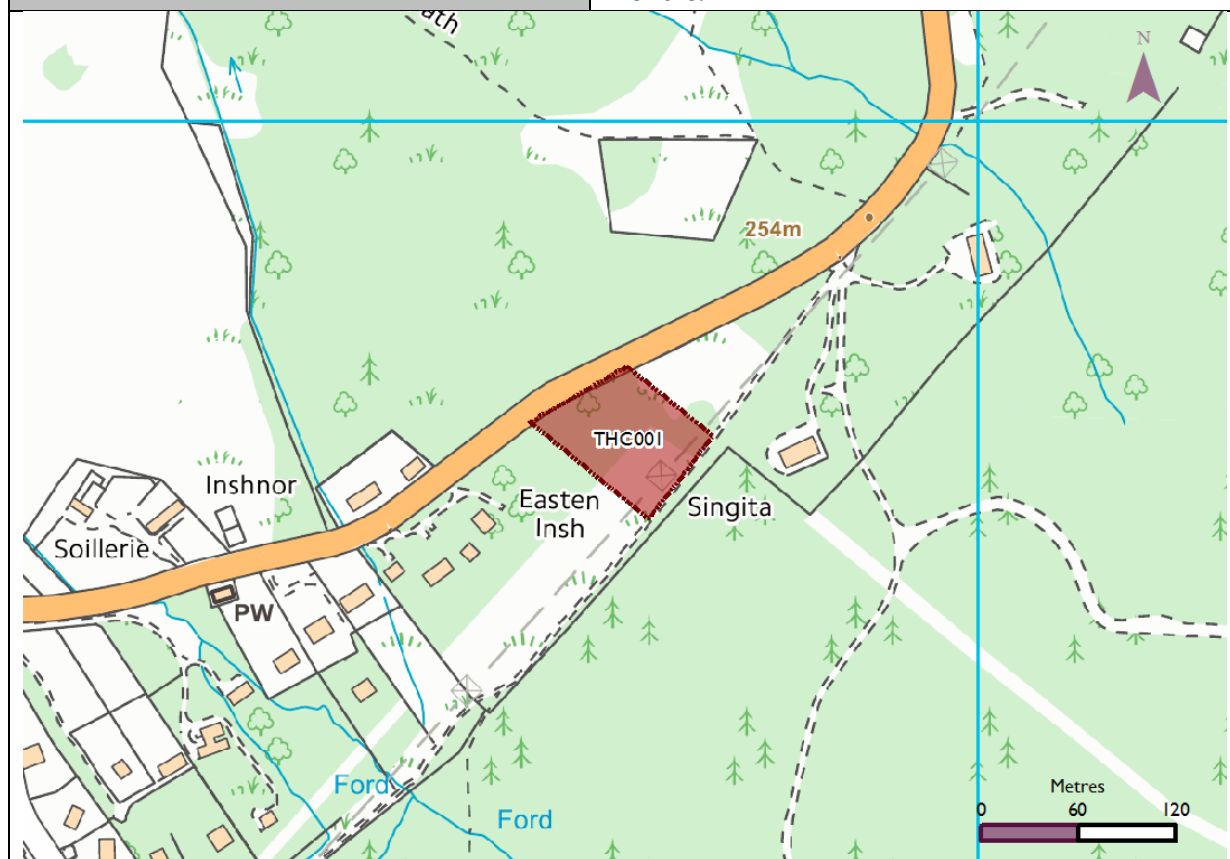 ath
N
254m
THC001
Inshnor
Easten
Insh
Singita
Soillerie
PW
Ford
Ford
Metres
0 60 120